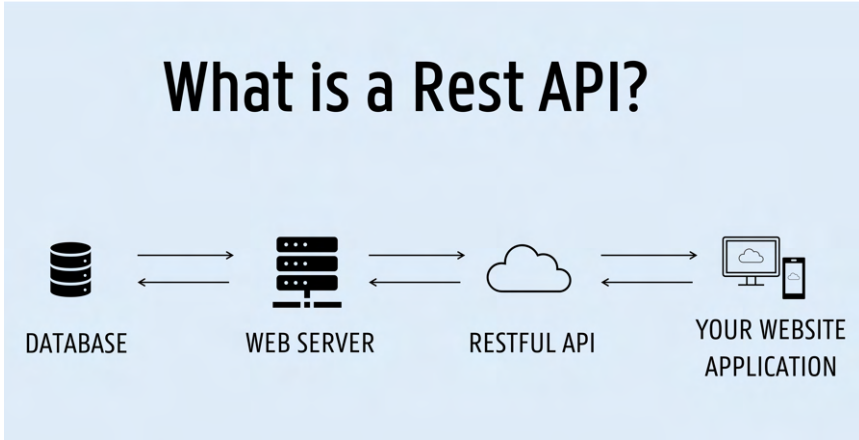 What is a Rest API?
DATABASE
WEB SERVER
RESTFUL API
YOUR WEBSITE
APPLICATION